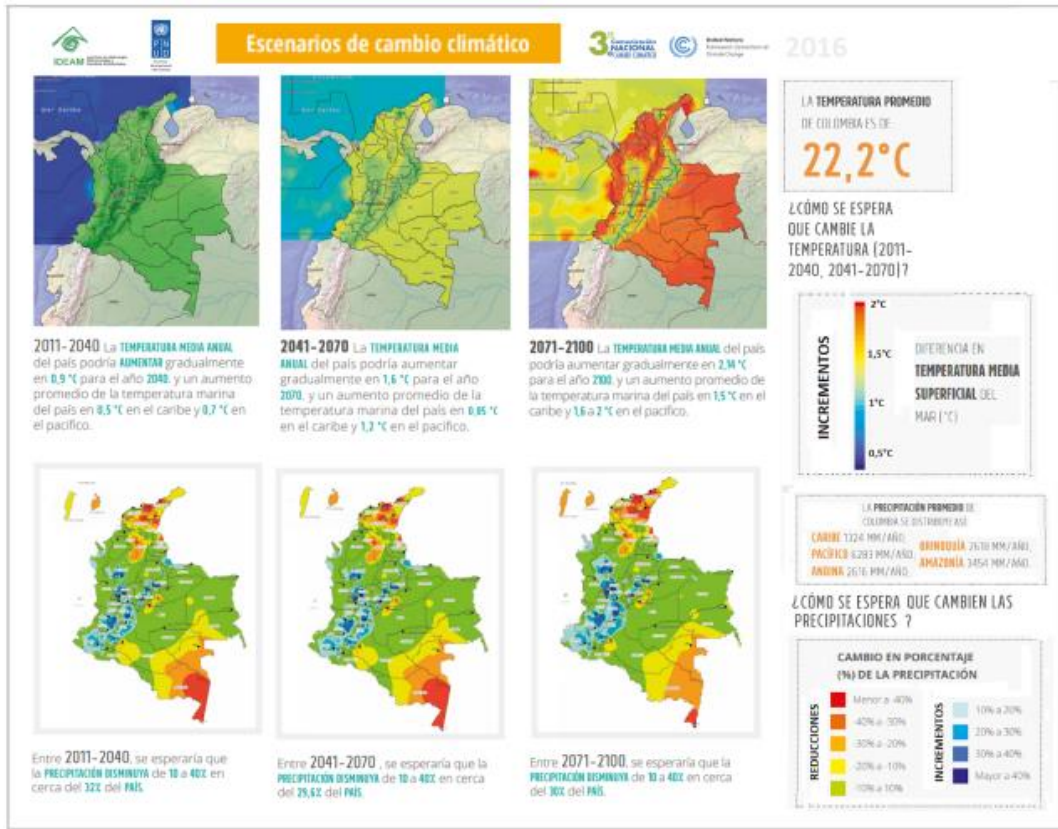 IDEAM
PNUD
Escenarios de cambio climático
3
NACIONAL
United Nations
2016
Mar Caribe
2011-2040 La TEMPERATURA MEDIA ANUAL
del país podría AUMENTAR gradualmente
en 0,9 °C para el año 2040, y un aumento
promedio de la temperatura marina
del país en 0,5 °C en el caribe y 0,7 °C en
el pacifico.
2041-2070 La TEMPERATURA MEDIA
ANUAL del país podría aumentar
gradualmente en 1,6 °C para el año
2070, y un aumento promedio de la
temperatura marina del país en 0,85 °C
en el caribe y 1,2 °C en el pacifico.
2071-2100 La TEMPERATURA MEDIA ANUAL del país
podría aumentar gradualmente en 2,14 °C
para el año 2100, y un aumento promedio de
la temperatura marina del país en 1,5 °C en el
caribe y 1,6 a 2 °C en el pacifico.
LA TEMPERATURA PROMEDIO
DE COLOMBIA ES DE:
22,2°C
¿CÓMO SE ESPERA
QUE CAMBIE LA
TEMPERATURA (2011-
2040, 2041-2070)?
INCREMENTOS
2°C
1,5°C
1°C
0,5°C
DIFERENCIA EN
TEMPERATURA MEDIA
SUPERFICIAL DEL
MAR (°C)
Entre 2011-2040, se esperaría que
la PRECIPITACIÓN DISMINUYA de 10 a 40% en
cerca del 32% del PAÍS.
Entre 2041-2070 , se esperaría que la
PRECIPITACIÓN DISMINUYA de 10 a 40% en cerca
del 29,6% del PAÍS.
Entre 2071-2100, se esperaría que la
PRECIPITACIÓN DISMINUYA de 10 a 40% en cerca del
30% del PAÍS.
LA PRECIPITACIÓN PROMEDIO DE
COLOMBIA SE DISTRIBUYE ASÍ:
CARIBE 1324 MM/AÑO,
PACÍFICO 6293 MM/AÑO,
ANDINA 2616 MM/AÑO,
ORINOQUÍA 2618 MM/AÑO,
AMAZONÍA 3454 MM/AÑO,
¿CÓMO SE ESPERA QUE CAMBIEN LAS
PRECIPITACIONES ?
CAMBIO EN PORCENTAJE
(%) DE LA PRECIPITACIÓN
REDUCCIONES
Menor a -40%
-40% a -30%
-30% a -20%
-20% a -10%
-10% a 10%
INCREMENTOS
10% a 20%
20% a 30%
30% a 40%
Mayor a 40%